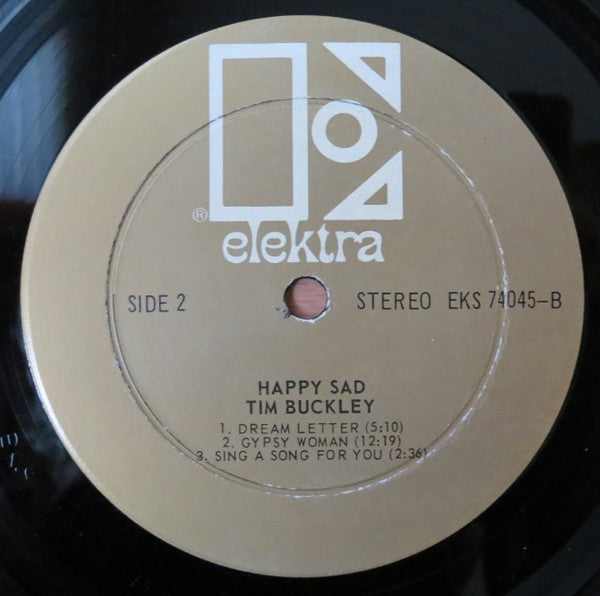 ®
elektra
SIDE 2
STEREO EKS 74045-B
HAPPY SAD
TIM BUCKLEY
1. DREAM LETTER (5:10)
2. GYPSY WOMAN (12:19)
3. SING A SONG FOR YOU (2:36)